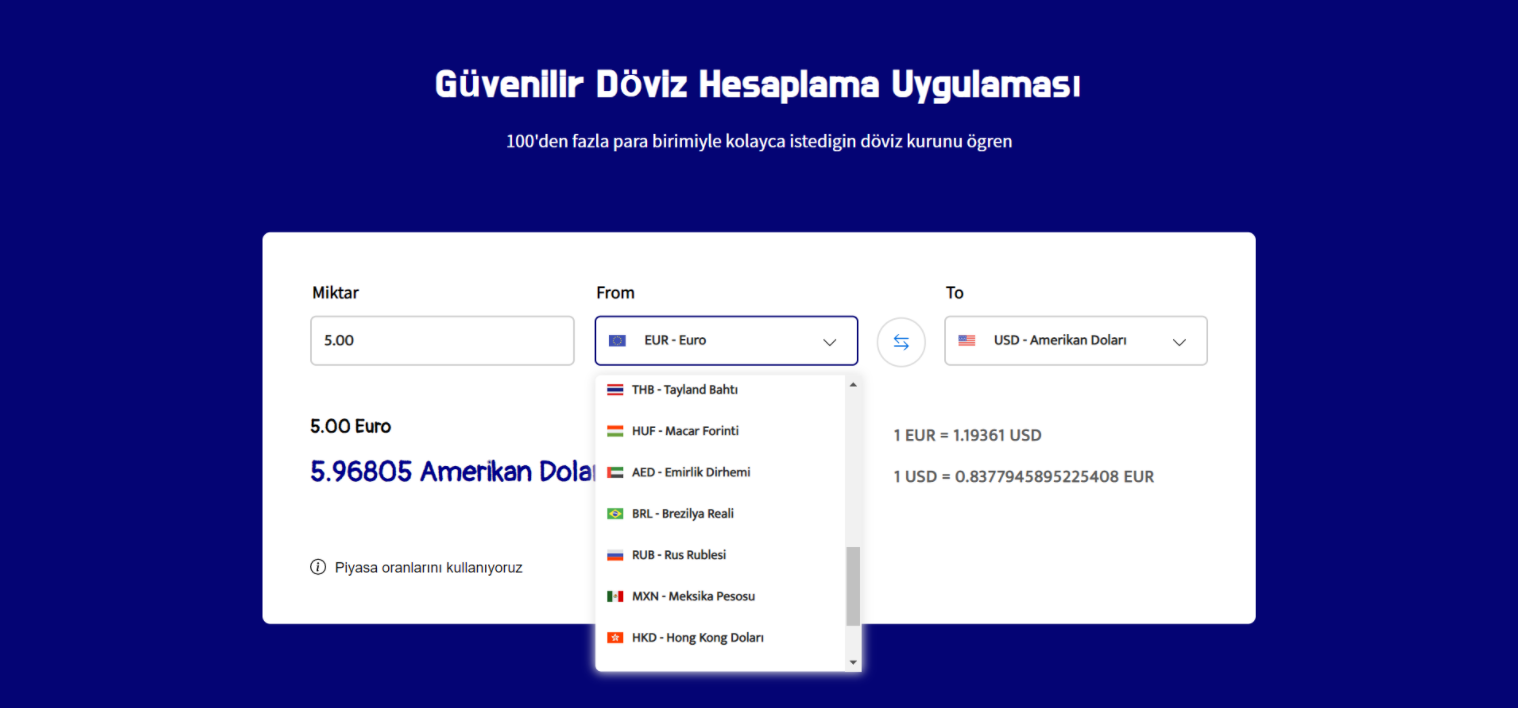 Güvenilir Döviz Hesaplama Uygulaması
100'den fazla para birimiyle kolayca istedigin döviz kurunu ögren
Miktar
From
To
5.00
EUR - Euro
USD - Amerikan Doları
THB - Tayland Bahtı
HUF - Macar Forinti
AED - Emirlik Dirhemi
BRL - Brezilya Reali
RUB - Rus Rublesi
MXN - Meksika Pesosu
HKD - Hong Kong Doları
5.00 Euro
5.96805 Amerikan
1 EUR = 1.19361 USD
1 USD = 0.8377945895225408 EUR
Piyasa oranlarını kullanıyoruz